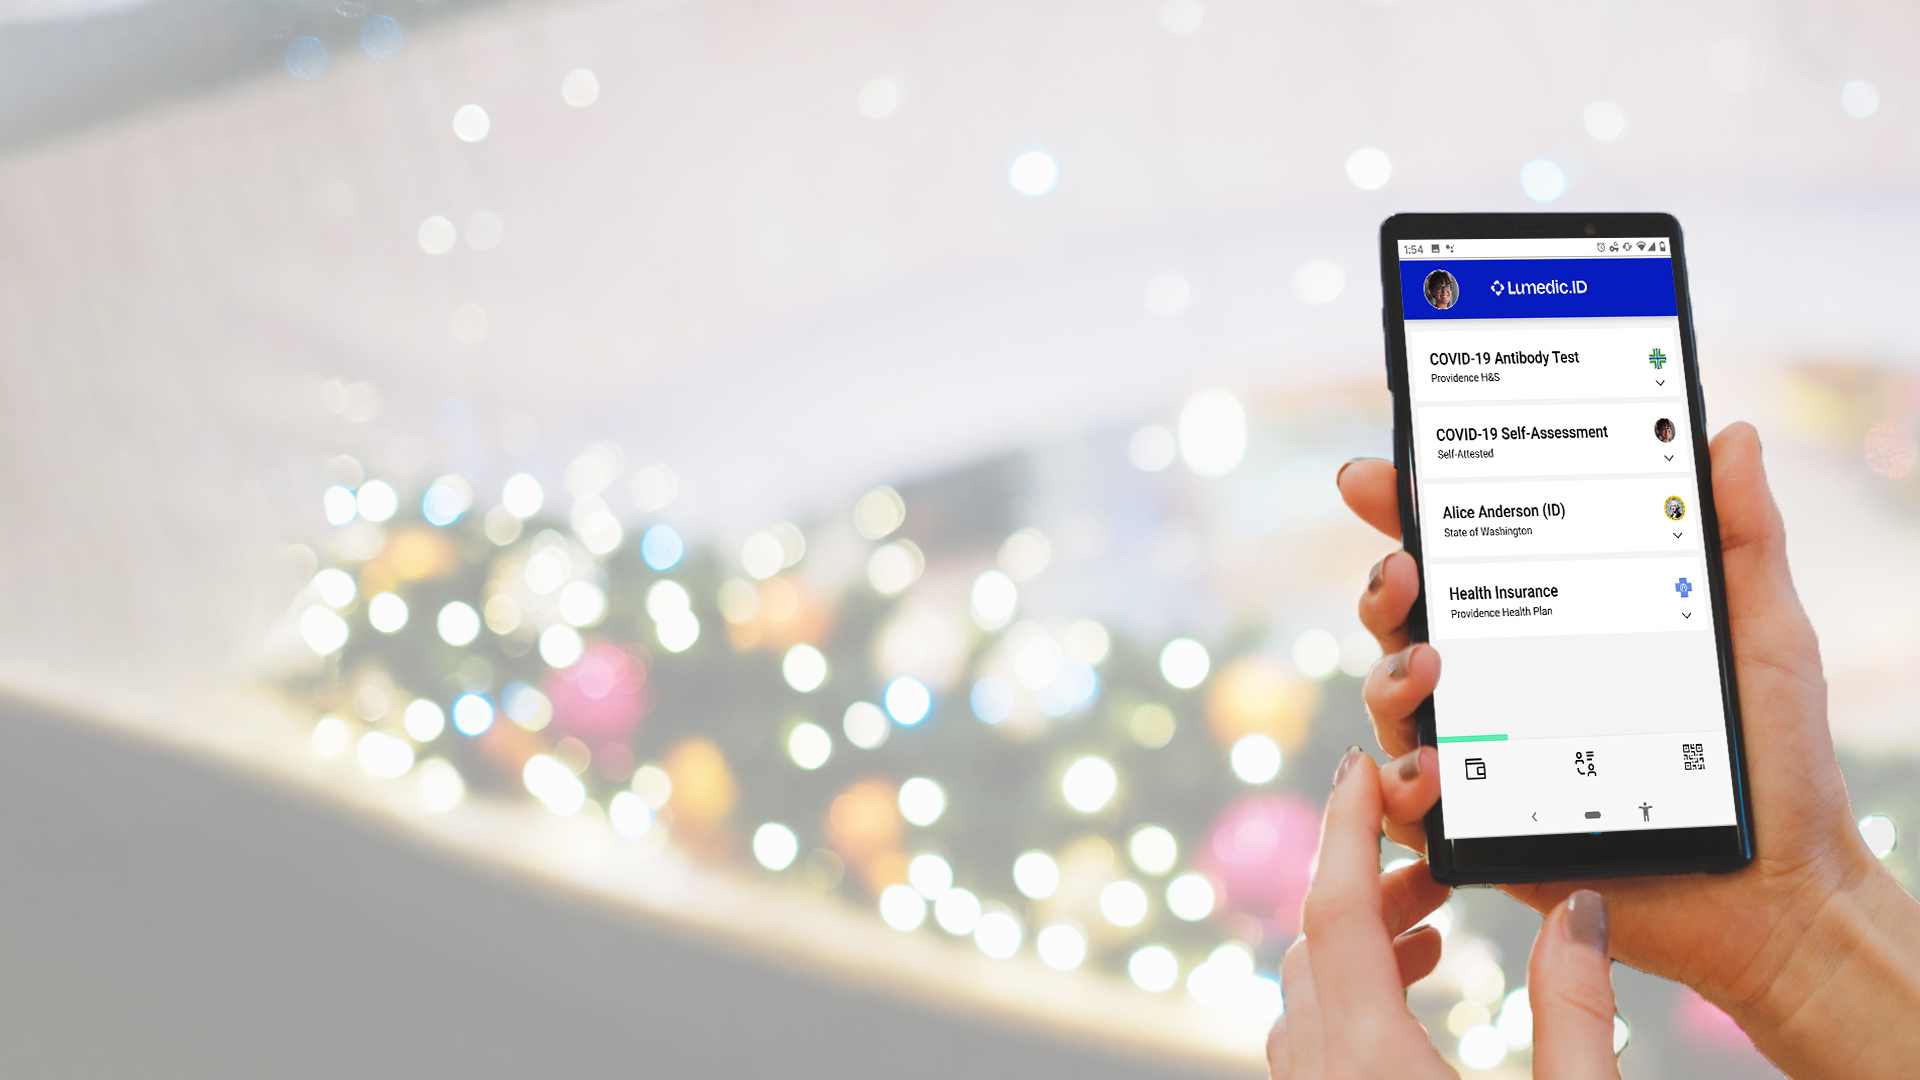 1:54
Lumedic.ID
COVID-19 Antibody Test
Providence H&S
COVID-19 Self-Assessment
Self-Attested
Alice Anderson (ID)
State of Washington
Health Insurance
Providence Health Plan